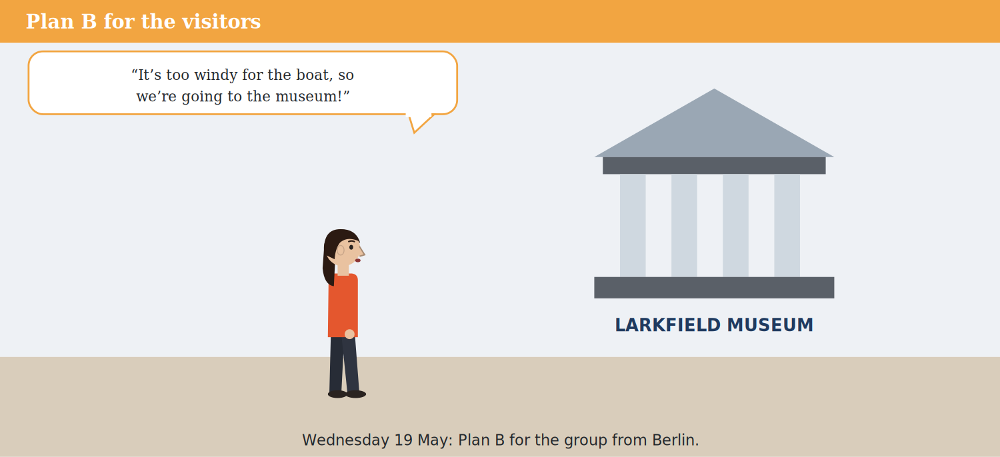 Plan B for the visitors
“It’s too windy for the boat, so
we’re going to the museum!”
LARKFIELD MUSEUM
Wednesday 19 May: Plan B for the group from Berlin.